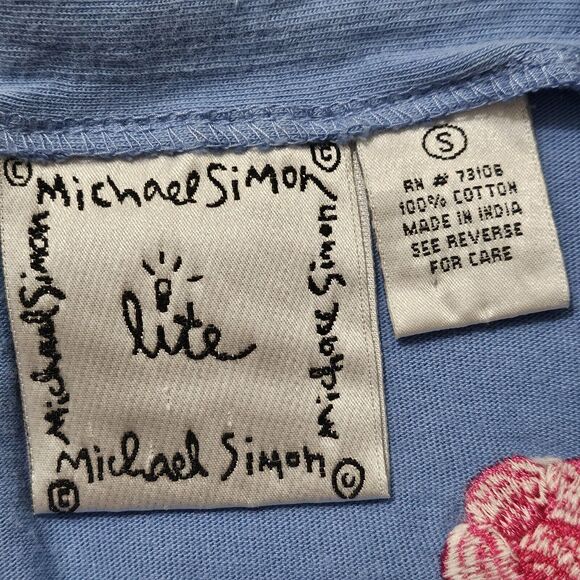 © Michael Simon ©
Michael Simon
lite
Michael Simon
© Michael Simon ©
S
RN # 73106
100% COTTON
MADE IN INDIA
SEE REVERSE
FOR CARE